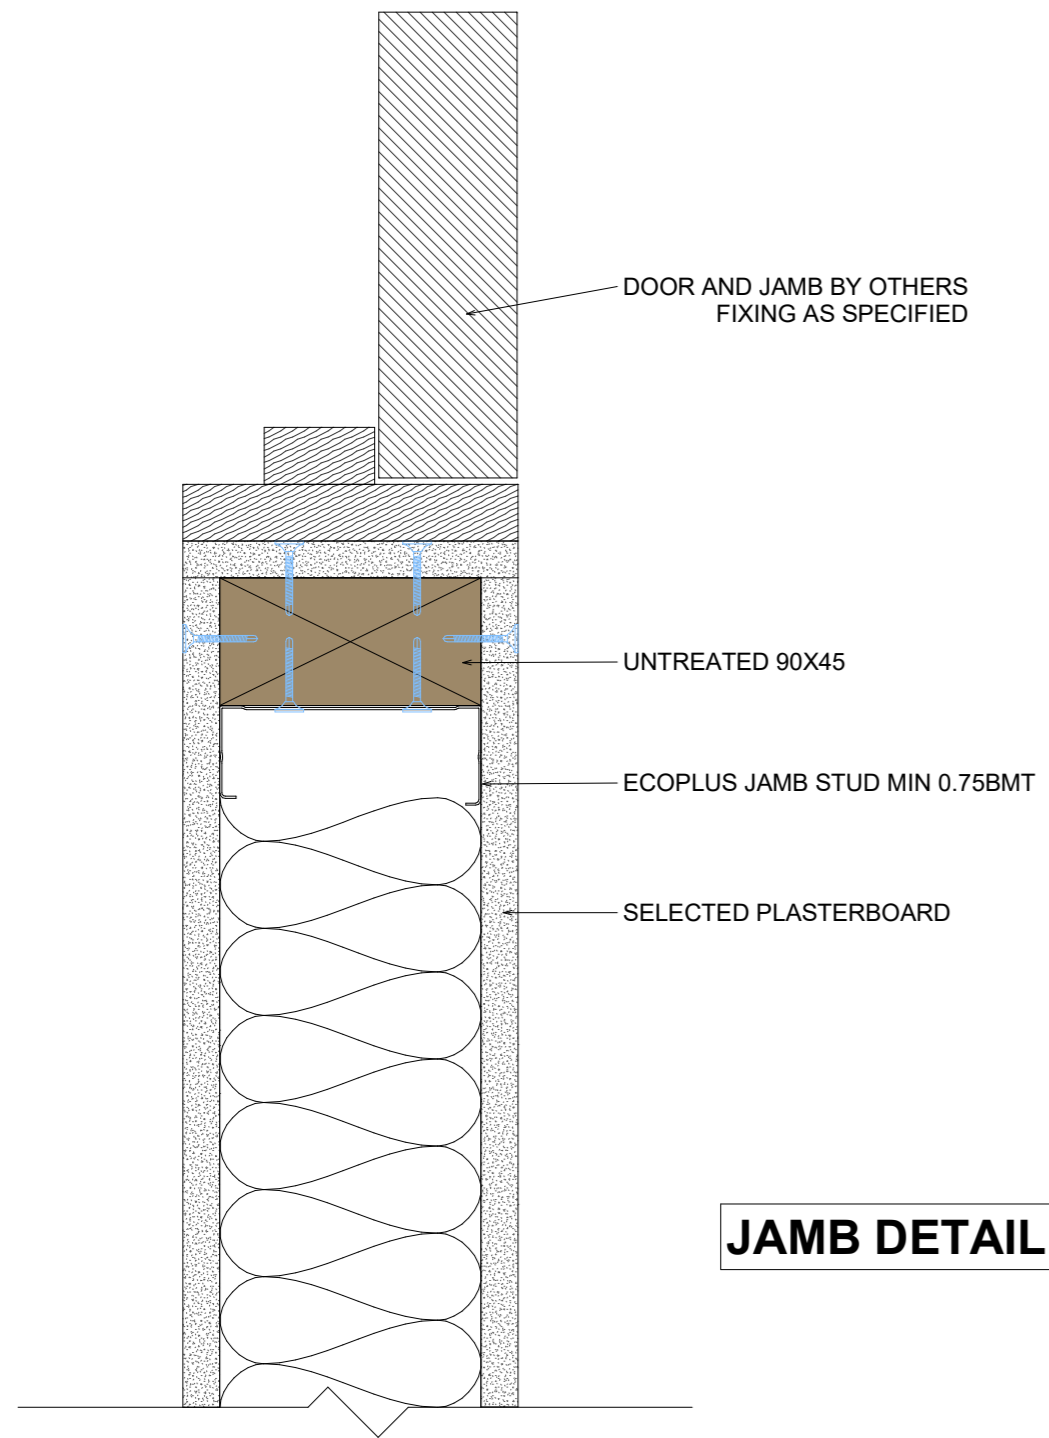 DOOR AND JAMB BY OTHERS
FIXING AS SPECIFIED
UNTREATED 90X45
ECOPLUS JAMB STUD MIN 0.75BMT
SELECTED PLASTERBOARD
JAMB DETAIL